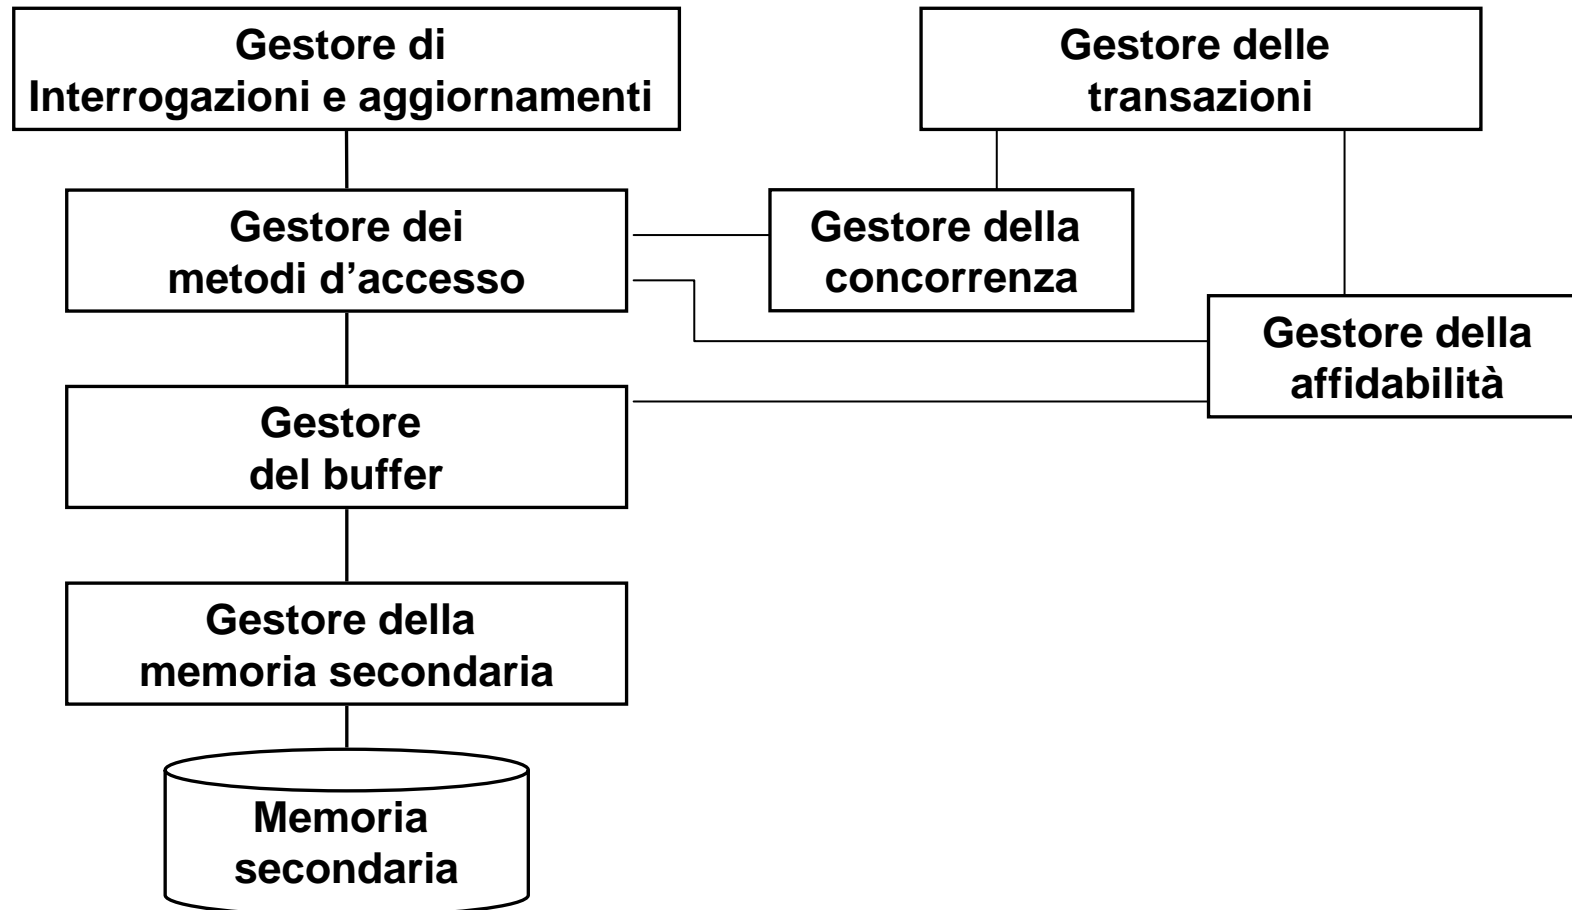 Gestore di
Interrogazioni e aggiornamenti
Gestore delle
transazioni
Gestore dei
metodi d’accesso
Gestore della
concorrenza
Gestore della
affidabilità
Gestore
del buffer
Gestore della
memoria secondaria
Memoria
secondaria